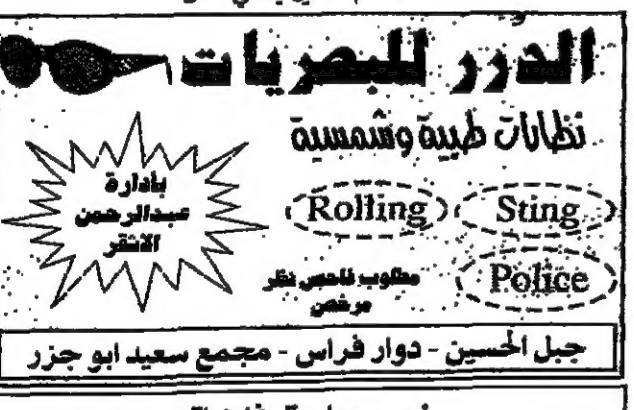 الدرر للبصريات
نظارات طبية وشمسية
بادارة
عبدالرحمن
الاشقر
Rolling
Sting
Police
مطلوب فاحص نظر
مرخص
جبل الحسين - دوار فراس - مجمع سعيد ابو جزر